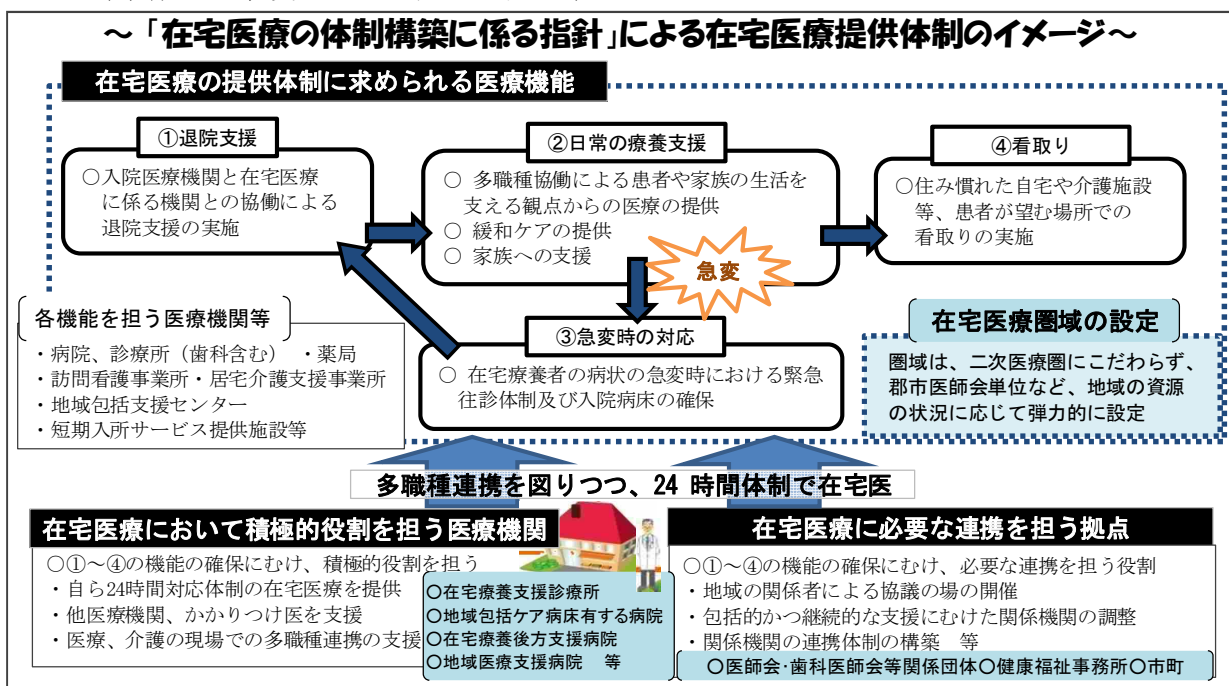 ～「在宅医療の体制構築に係る指針」による在宅医療提供体制のイメージ～
在宅医療の提供体制に求められる医療機能
①退院支援
○入院医療機関と在宅医療
に係る機関との協働による
退院支援の実施
②日常の療養支援
○ 多職種協働による患者や家族の生活を
支える観点からの医療の提供
○ 緩和ケアの提供
○ 家族への支援
④看取り
○住み慣れた自宅や介護施設
等、患者が望む場所での
看取りの実施
急変
③急変時の対応
○ 在宅療養者の病状の急変時における緊急
往診体制及び入院病床の確保
各機能を担う医療機関等
・病院、診療所（歯科含む） ・薬局
・訪問看護事業所・居宅介護支援事業所
・地域包括支援センター
・短期入所サービス提供施設等
在宅医療圏域の設定
圏域は、二次医療圏にこだわらず、
郡市医師会単位など、地域の資源
の状況に応じて弾力的に設定
多職種連携を図りつつ、24 時間体制で在宅医
在宅医療において積極的役割を担う医療機関
○①～④の機能の確保にむけ、積極的役割を担う
・自ら24時間対応体制の在宅医療を提供
・他医療機関、かかりつけ医を支援
・医療、介護の現場での多職種連携の支援
○在宅療養支援診療所
○地域包括ケア病床有する病院
○在宅療養後方支援病院
○地域医療支援病院 等
在宅医療に必要な連携を担う拠点
○①～④の機能の確保にむけ、必要な連携を担う役割
・地域の関係者による協議の場の開催
・包括的かつ継続的な支援にむけた関係機関の調整
・関係機関の連携体制の構築 等
○医師会・歯科医師会等関係団体○健康福祉事務所○市町